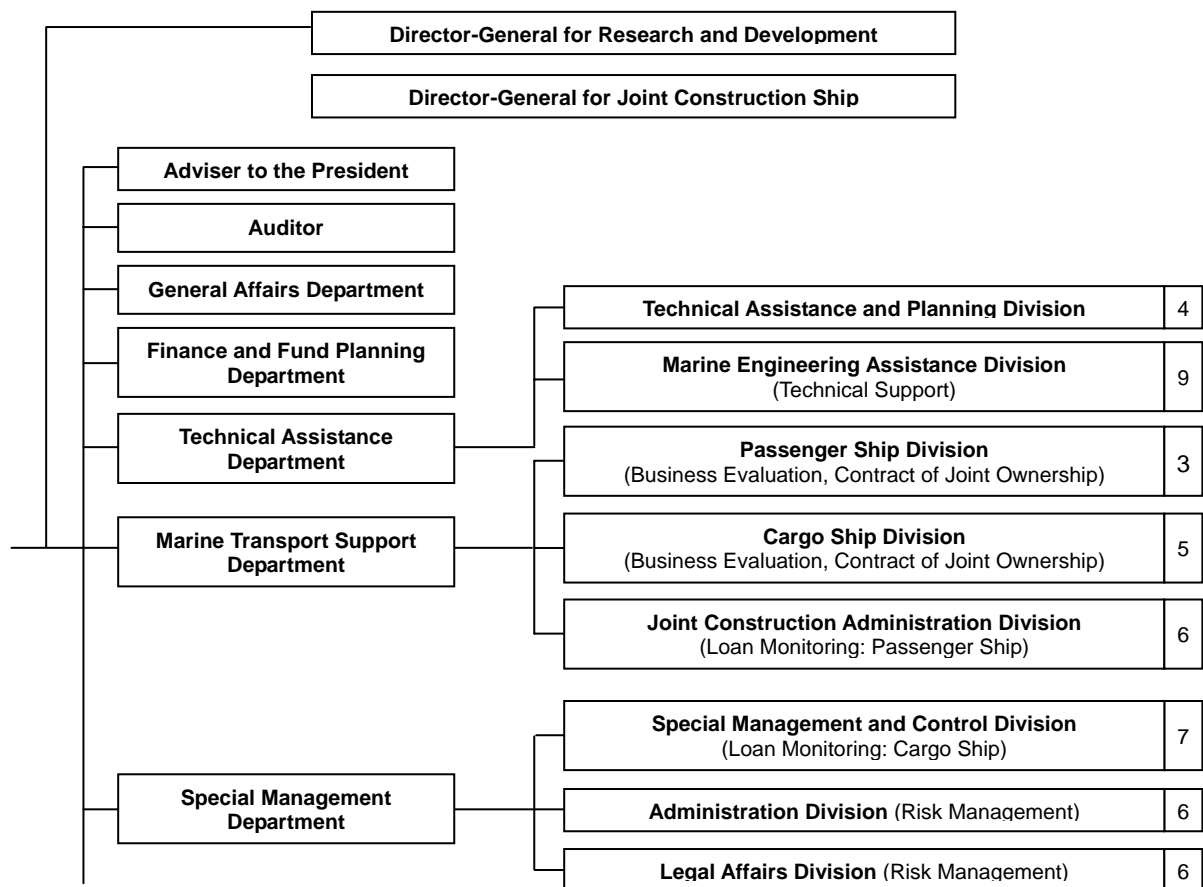 Director-General for Research and Development
Director-General for Joint Construction Ship
Adviser to the President
Auditor
General Affairs Department
Finance and Fund Planning
Department
Technical Assistance
Department
Technical Assistance and Planning Division 4
Marine Engineering Assistance Division
(Technical Support)
9
Marine Transport Support
Department
Passenger Ship Division
(Business Evaluation, Contract of Joint Ownership)
3
Cargo Ship Division
(Business Evaluation, Contract of Joint Ownership)
5
Joint Construction Administration Division
(Loan Monitoring: Passenger Ship)
6
Special Management
Department
Special Management and Control Division
(Loan Monitoring: Cargo Ship)
7
Administration Division (Risk Management) 6
Legal Affairs Division (Risk Management) 6